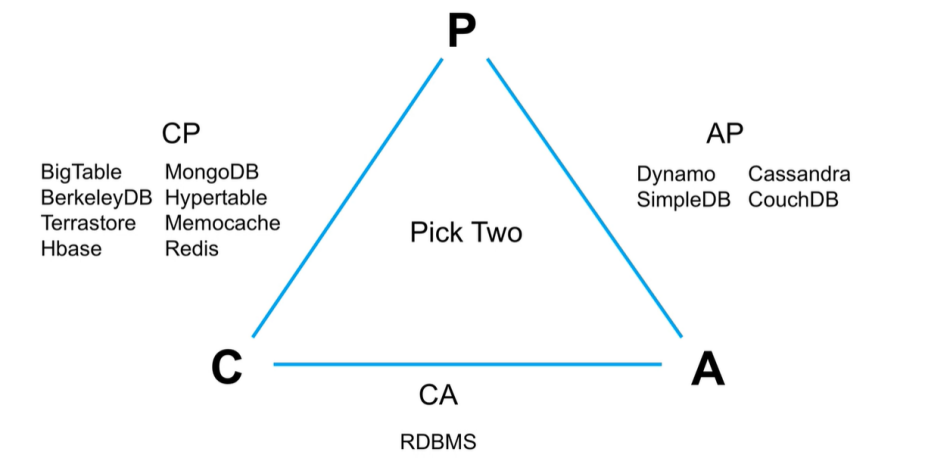 P
CP
BigTable MongoDB
BerkeleyDB Hypertable
Terrastore Memocache
Hbase Redis
AP
Dynamo Cassandra
SimpleDB CouchDB
Pick Two
C
A
CA
RDBMS